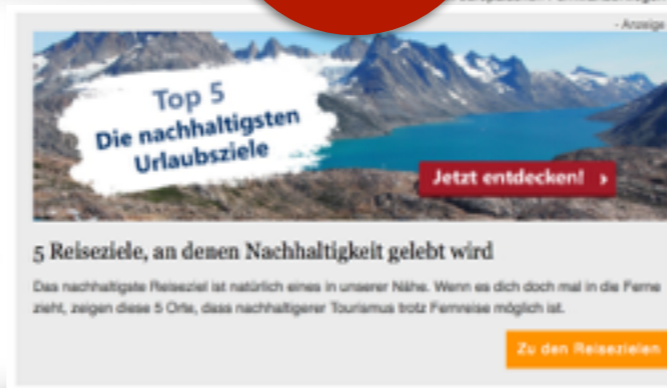 - Anzeige
Top 5
Die nachhaltigsten
Urlaubsziele
Jetzt entdecken! ›
5 Reiseziele, an denen Nachhaltigkeit gelebt wird
Das nachhaltigste Reiseziel ist natürlich eines in unserer Nähe. Wenn es dich doch mal in die Ferne
zieht, zeigen diese 5 Orte, dass nachhaltigerer Tourismus trotz Fernreise möglich ist.
Zu den Reisezielen